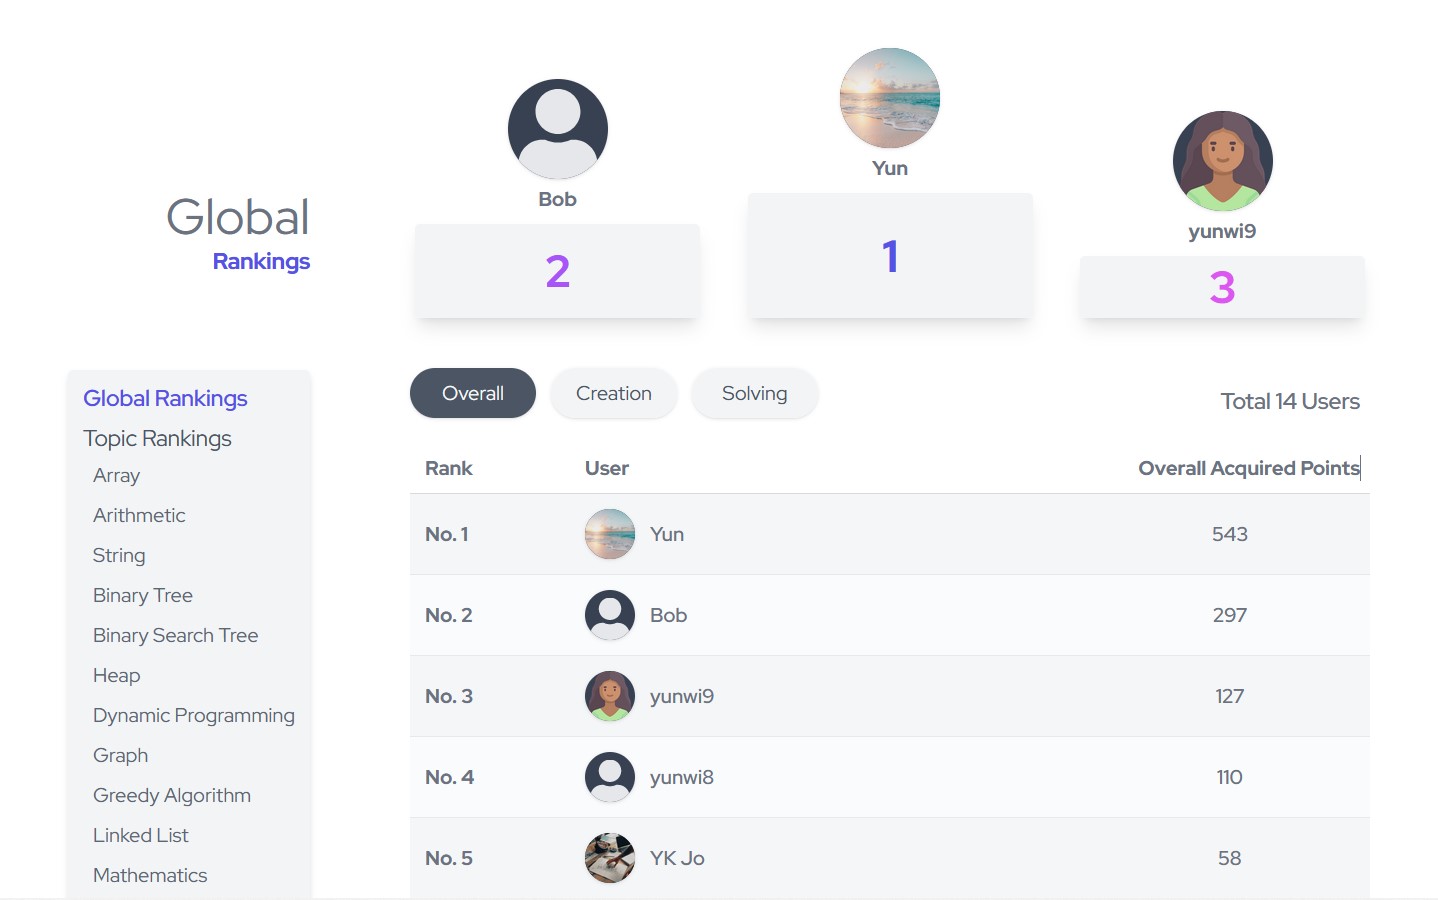 Global
Rankings
Bob
2
Yun
1
yunwi9
3
Global Rankings
Topic Rankings
Array
Arithmetic
String
Binary Tree
Binary Search Tree
Heap
Dynamic Programming
Graph
Greedy Algorithm
Linked List
Mathematics
Overall Creation Solving
Total 14 Users
Rank User Overall Acquired Points
No. 1 Yun 543
No. 2 Bob 297
No. 3 yunwi9 127
No. 4 yunwi8 110
No. 5 YK Jo 58